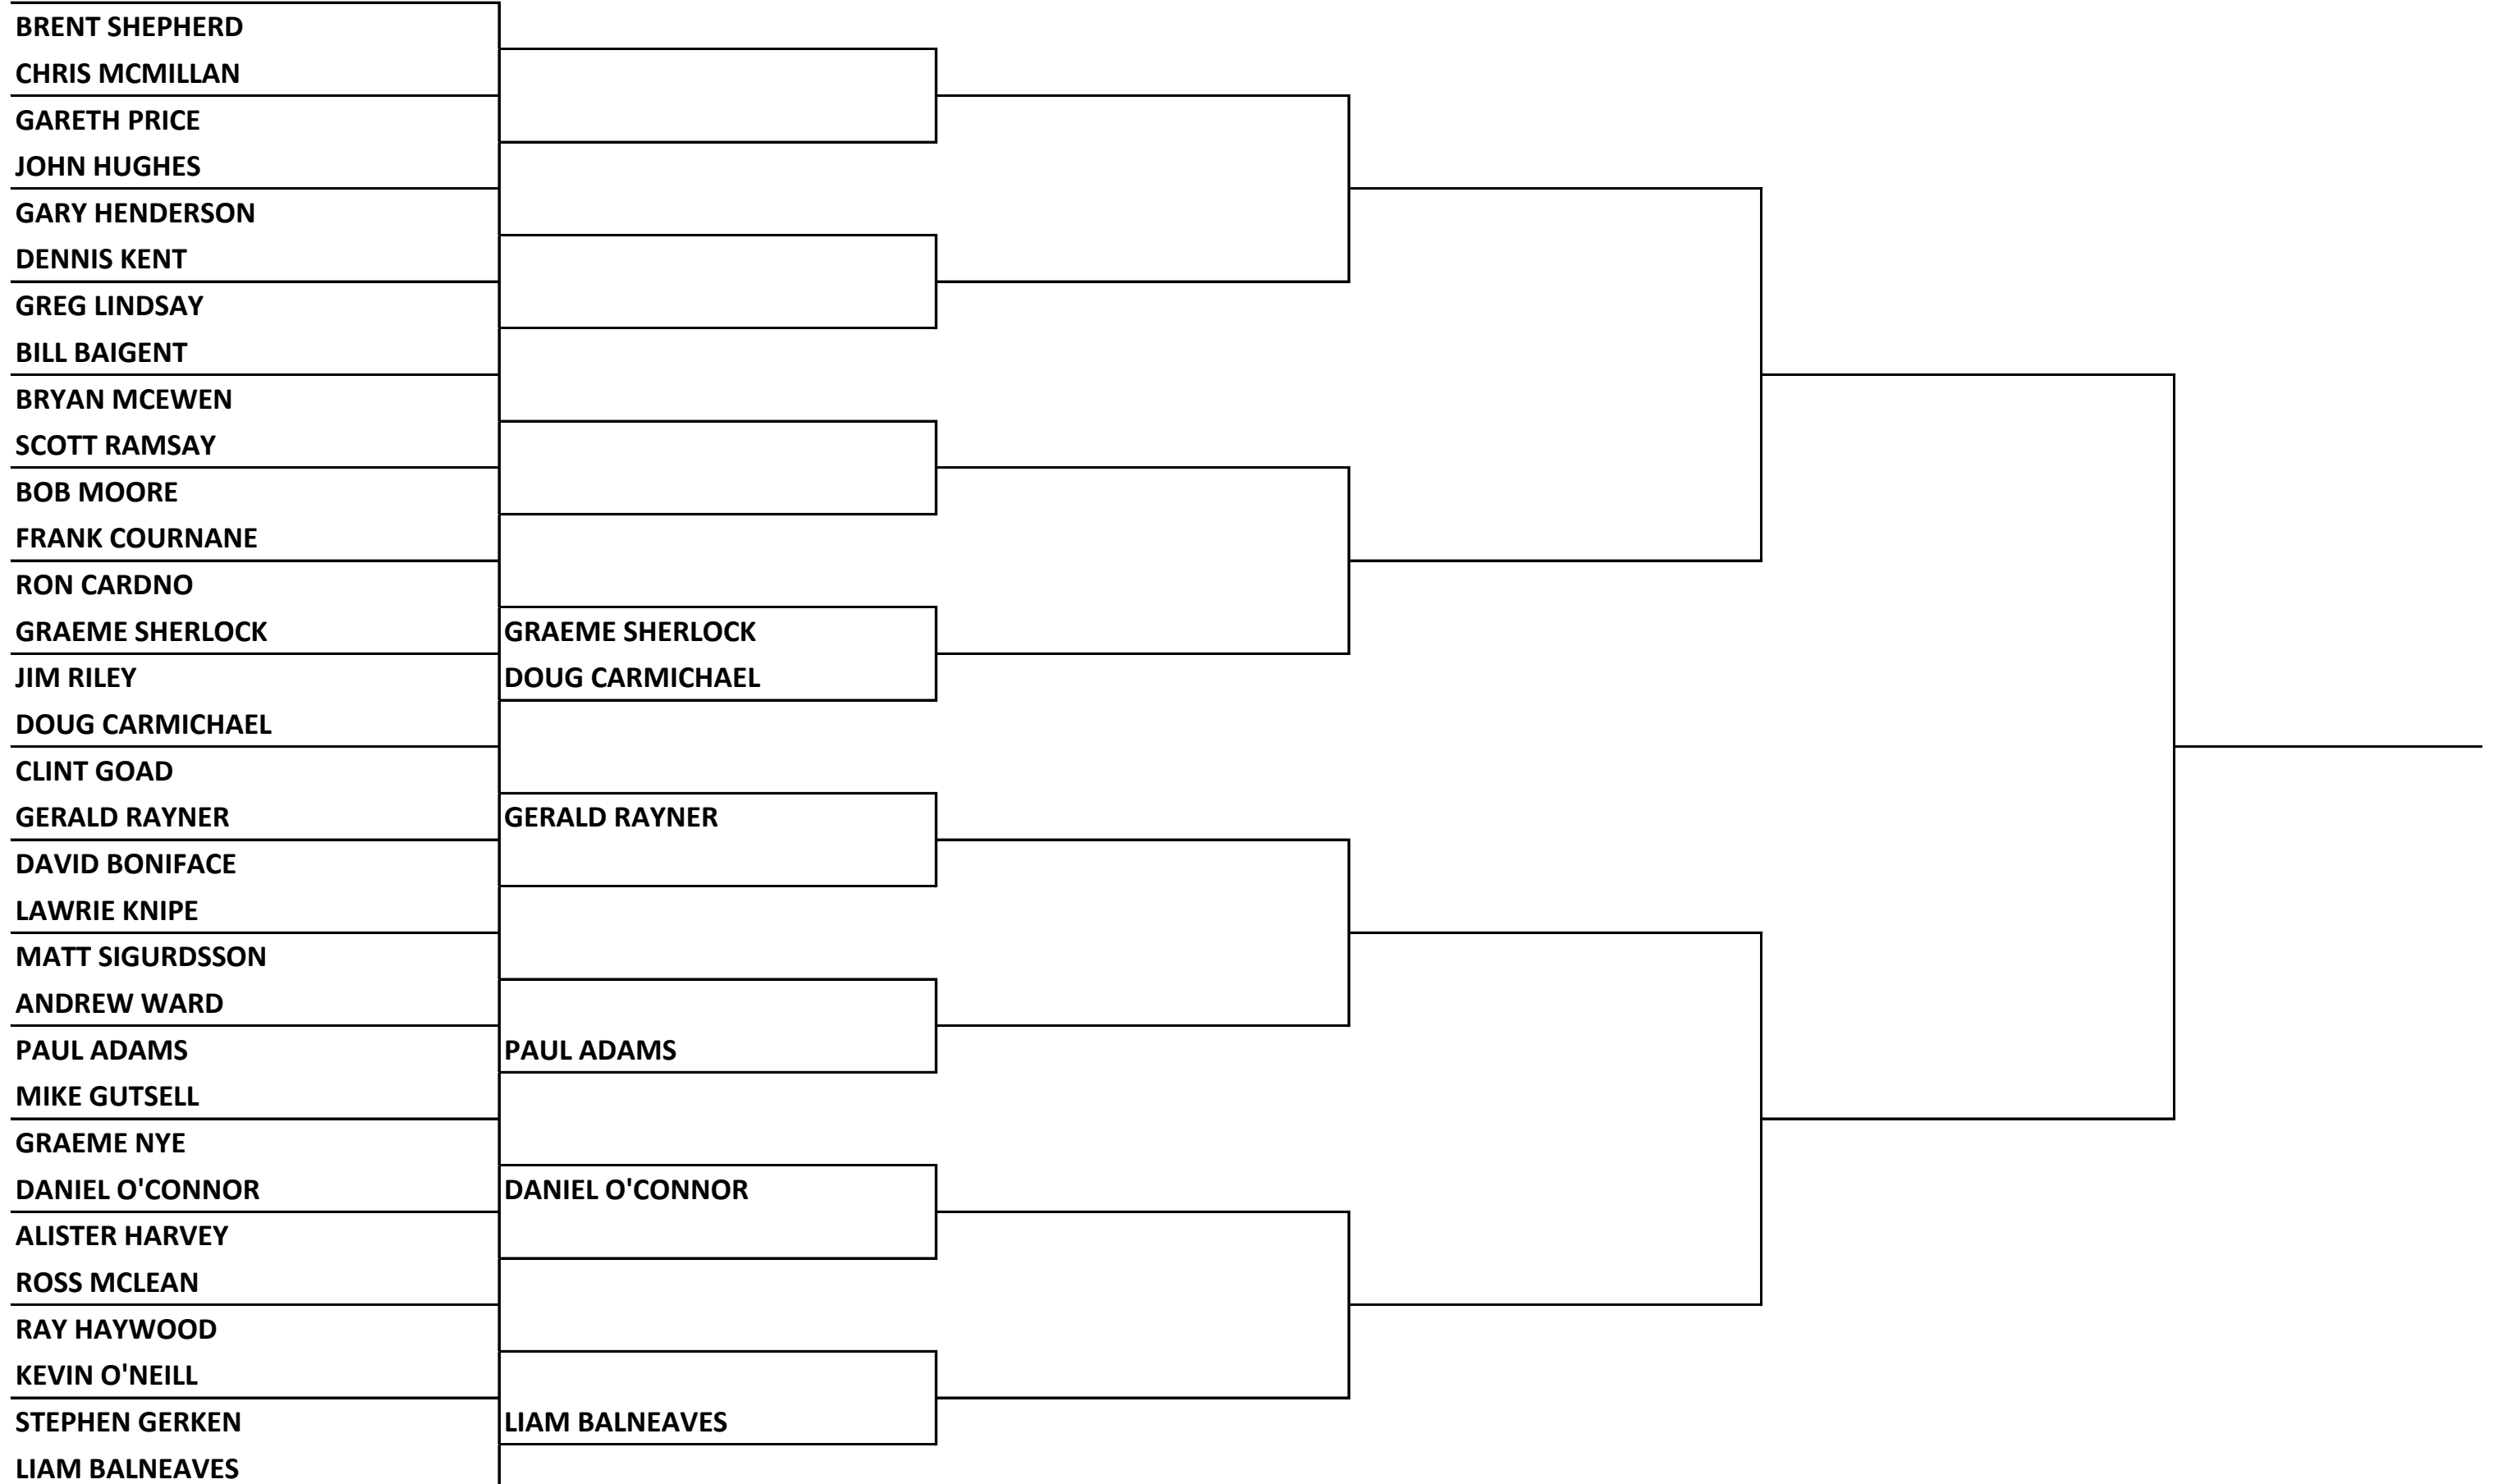 BRENT SHEPHERD
CHRIS MCMILLAN
GARETH PRICE
JOHN HUGHES
GARY HENDERSON
DENNIS KENT
GREG LINDSAY
BILL BAIGENT
BRYAN MCEWEN
SCOTT RAMSAY
BOB MOORE
FRANK COURNANE
RON CARDNO
GRAEME SHERLOCK GRAEME SHERLOCK
JIM RILEY DOUG CARMICHAEL
DOUG CARMICHAEL
CLINT GOAD
GERALD RAYNER GERALD RAYNER
DAVID BONIFACE
LAWRIE KNIPE
MATT SIGURDSSON
ANDREW WARD
PAUL ADAMS PAUL ADAMS
MIKE GUTSELL
GRAEME NYE
DANIEL O'CONNOR DANIEL O'CONNOR
ALISTER HARVEY
ROSS MCLEAN
RAY HAYWOOD
KEVIN O'NEILL
STEPHEN GERKEN LIAM BALNEAVES
LIAM BALNEAVES